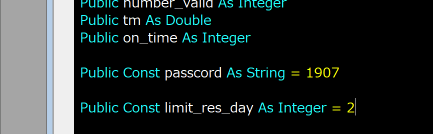 Public number_valid As Integer
Public tm As Double
Public on_time As Integer
Public Const passcord As String = 1907
Public Const limit_res_day As Integer = 2